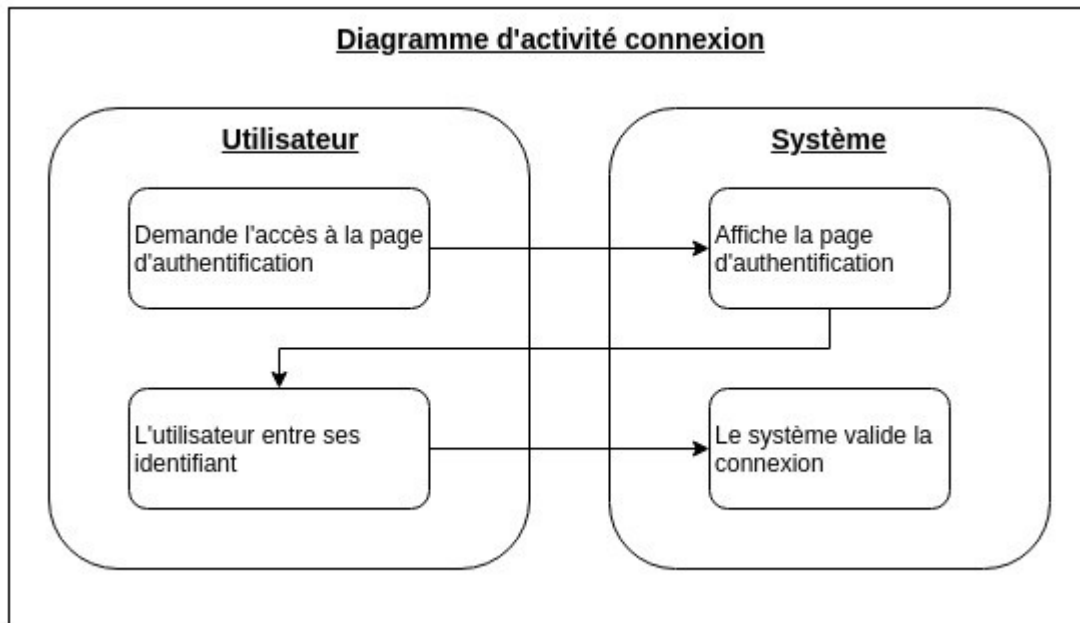 Diagramme d'activité connexion
Utilisateur
Système
Demande l'accès à la page
d'authentification
Affiche la page
d'authentification
L'utilisateur entre ses
identifiant
Le système valide la
connexion